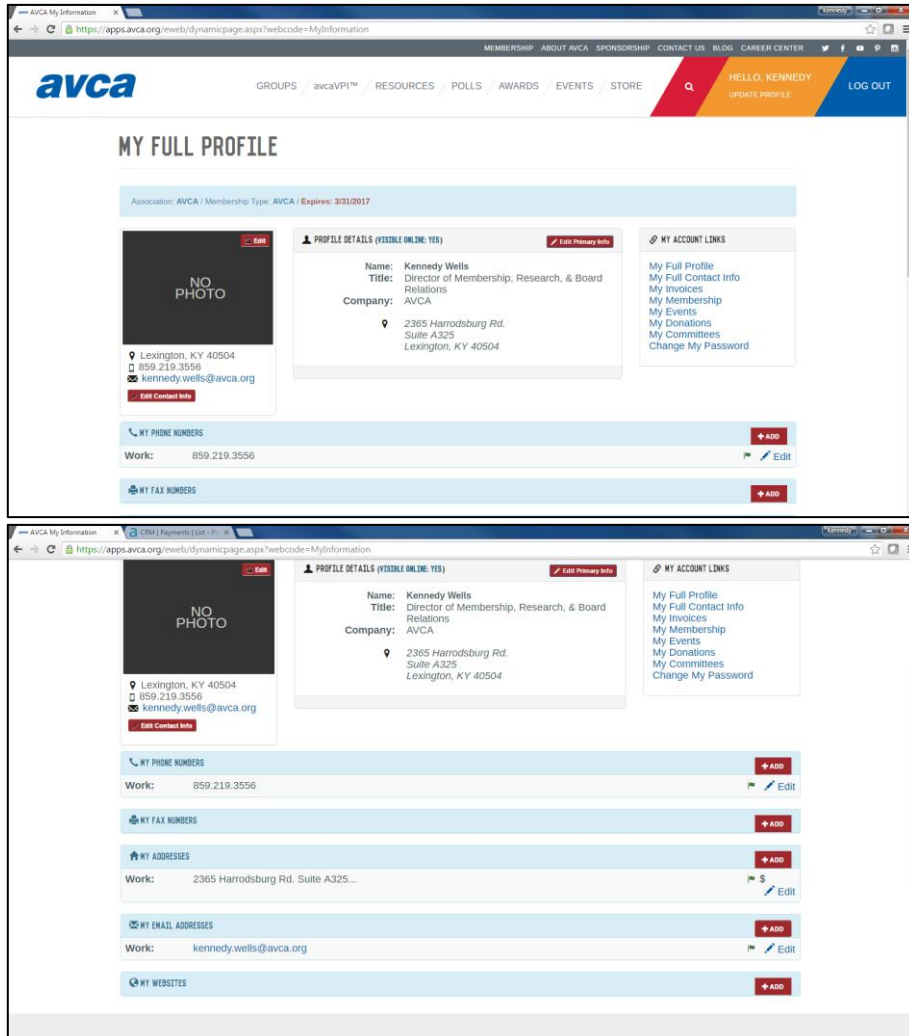 AVCA My Information
Kennedy
https://apps.avca.org/eweb/dynamicpage.aspx?webcode=MyInformation
MEMBERSHIP ABOUT AVCA SPONSORSHIP CONTACT US BLOG CAREER CENTER
avca
GROUPS / avcaVPI™ / RESOURCES / POLLS / AWARDS / EVENTS / STORE
HELLO, KENNEDY
UPDATE PROFILE
LOG OUT
MY FULL PROFILE
Association: AVCA / Membership Type: AVCA / Expires: 3/31/2017
Edit
NO
PHOTO
Lexington, KY 40504
859.219.3556
kennedy.wells@avca.org
Edit Contact Info
PROFILE DETAILS (VISIBLE ONLINE: YES)
Edit Primary Info
Name: Kennedy Wells
Title: Director of Membership, Research, & Board
Relations
Company: AVCA
2365 Harrodsburg Rd.
Suite A325
Lexington, KY 40504
MY ACCOUNT LINKS
My Full Profile
My Full Contact Info
My Invoices
My Membership
My Events
My Donations
My Committees
Change My Password
MY PHONE NUMBERS
+ ADD
Work: 859.219.3556
Edit
MY FAX NUMBERS
+ ADD
AVCA My Information
CRM | Payments | List -
Kennedy
https://apps.avca.org/eweb/dynamicpage.aspx?webcode=MyInformation
Edit
NO
PHOTO
Lexington, KY 40504
859.219.3556
kennedy.wells@avca.org
Edit Contact Info
PROFILE DETAILS (VISIBLE ONLINE: YES)
Edit Primary Info
Name: Kennedy Wells
Title: Director of Membership, Research, & Board
Relations
Company: AVCA
2365 Harrodsburg Rd.
Suite A325
Lexington, KY 40504
MY ACCOUNT LINKS
My Full Profile
My Full Contact Info
My Invoices
My Membership
My Events
My Donations
My Committees
Change My Password
MY PHONE NUMBERS
+ ADD
Work: 859.219.3556
Edit
MY FAX NUMBERS
+ ADD
MY ADDRESSES
+ ADD
Work: 2365 Harrodsburg Rd. Suite A325...
$
Edit
MY EMAIL ADDRESSES
+ ADD
Work: kennedy.wells@avca.org
Edit
MY WEBSITES
+ ADD